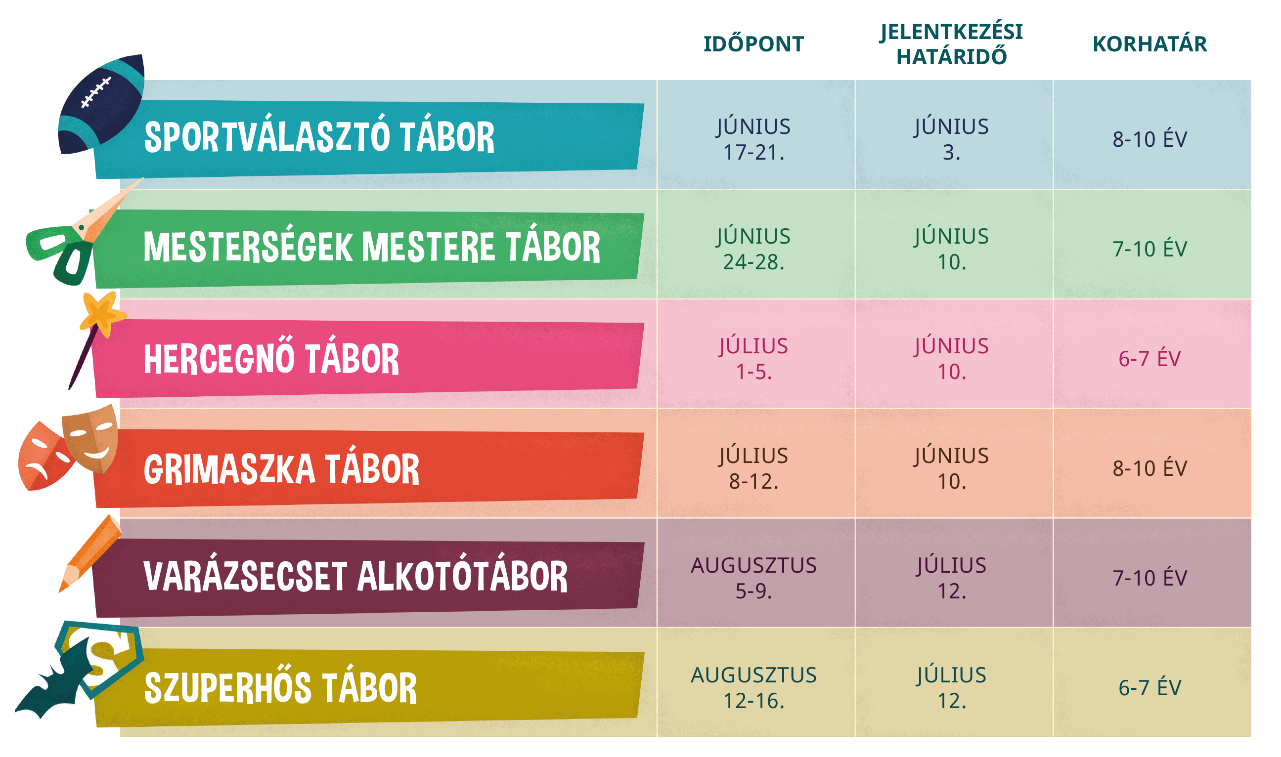 IDŐPONT
JELENTKEZÉSI
HATÁRIDŐ
KORHATÁR
SPORTVÁLASZTÓ TÁBOR
JÚNIUS
17-21.
JÚNIUS
3.
8-10 ÉV
MESTERSÉGEK MESTERE TÁBOR
JÚNIUS
24-28.
JÚNIUS
10.
7-10 ÉV
HERCEGNŐ TÁBOR
JÚLIUS
1-5.
JÚNIUS
10.
6-7 ÉV
GRIMASZKA TÁBOR
JÚLIUS
8-12.
JÚNIUS
10.
8-10 ÉV
VARÁZSECSET ALKOTÓTÁBOR
AUGUSZTUS
5-9.
JÚLIUS
12.
7-10 ÉV
S
SZUPERHŐS TÁBOR
AUGUSZTUS
12-16.
JÚLIUS
12.
6-7 ÉV